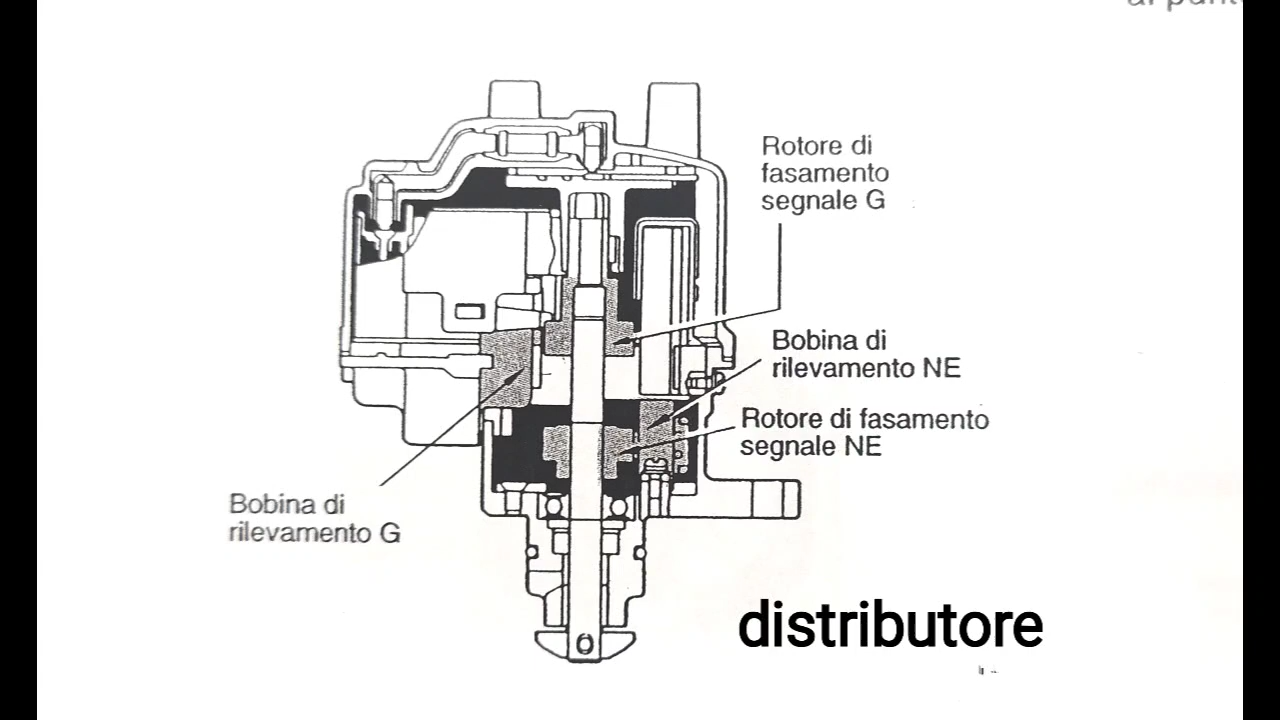 Rotore di
fasamento
segnale G
Bobina di
rilevamento NE
Rotore di fasamento
segnale NE
Bobina di
rilevamento G
distributore